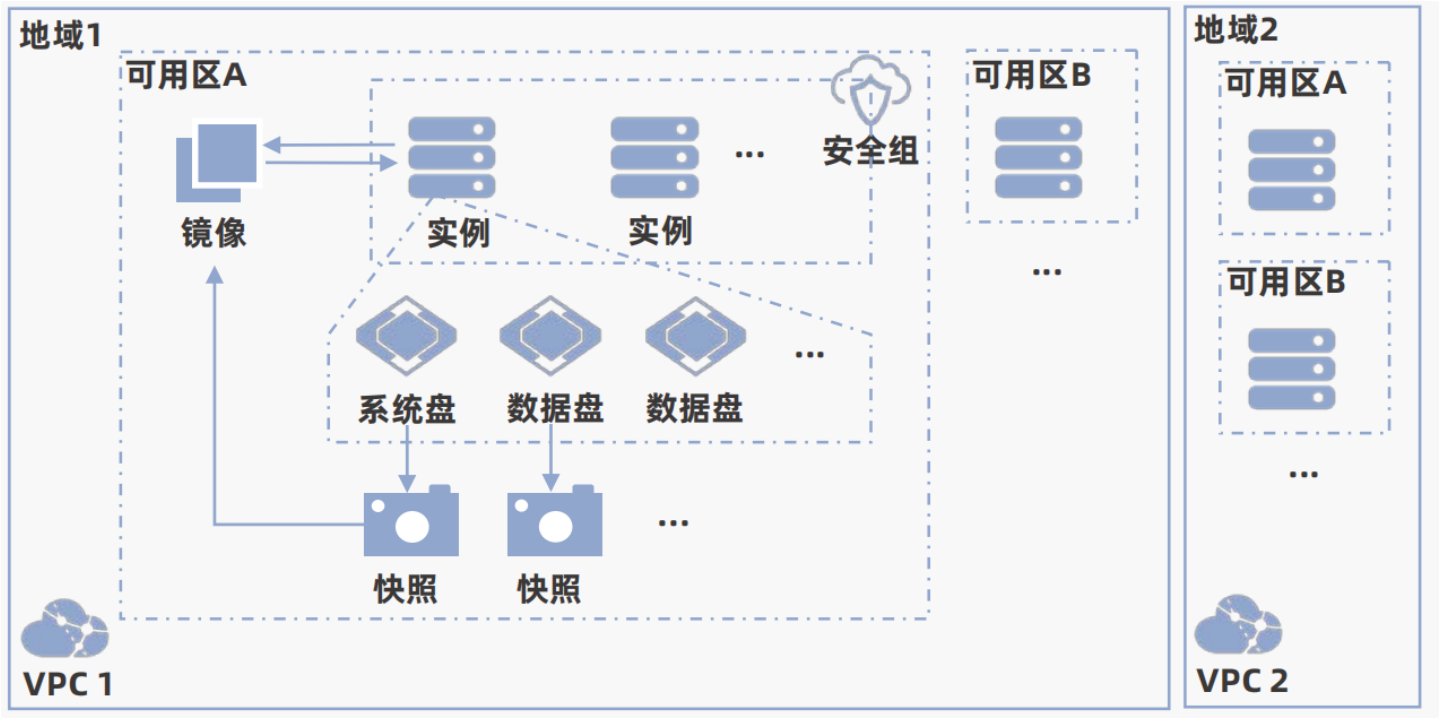 地域1
可用区A
安全组
...
镜像
实例
实例
系统盘
数据盘
数据盘
...
快照
快照
...
可用区B
...
VPC 1
地域2
可用区A
可用区B
...
VPC 2